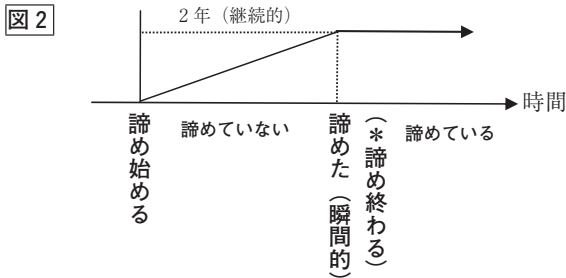 図2
2年（継続的）
時間
諦め始める
諦めていない
諦めた（瞬間的）
（＊諦め終わる）
諦めている